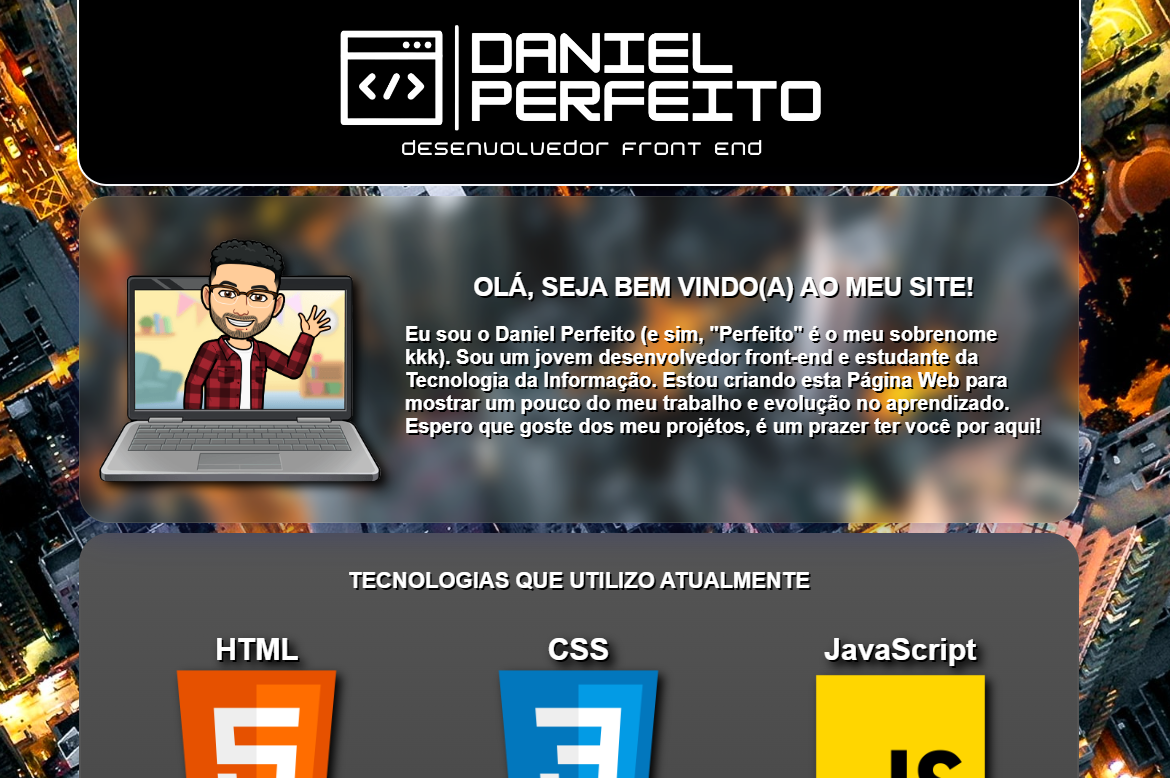 </>
DANIEL
PERFEITO
desenvolvedor front end
OLÁ, SEJA BEM VINDO(A) AO MEU SITE!
Eu sou o Daniel Perfeito (e sim, "Perfeito" é o meu sobrenome
kkk). Sou um jovem desenvolvedor front-end e estudante da
Tecnologia da Informação. Estou criando esta Página Web para
mostrar um pouco do meu trabalho e evolução no aprendizado.
Espero que goste dos meu projétos, é um prazer ter você por aqui!
TECNOLOGIAS QUE UTILIZO ATUALMENTE
HTML CSS JavaScript
5 3 JS